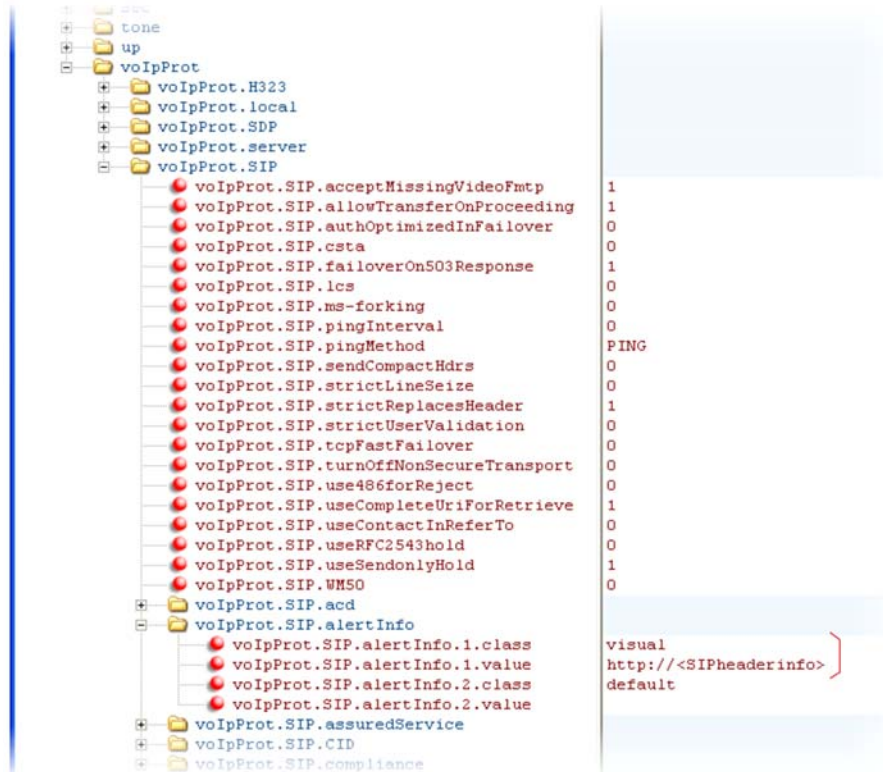 tone
up
voIpProt
voIpProt.H323
voIpProt.local
voIpProt.SDP
voIpProt.server
voIpProt.SIP
voIpProt.SIP.acceptMissingVideoFmtp 1
voIpProt.SIP.allowTransferOnProceeding 1
voIpProt.SIP.authOptimizedInFailover 0
voIpProt.SIP.csta 0
voIpProt.SIP.failoverOn503Response 1
voIpProt.SIP.lcs 0
voIpProt.SIP.ms-forking 0
voIpProt.SIP.pingInterval 0
voIpProt.SIP.pingMethod PING
voIpProt.SIP.sendCompactHdrs 0
voIpProt.SIP.strictLineSeize 0
voIpProt.SIP.strictReplacesHeader 1
voIpProt.SIP.strictUserValidation 0
voIpProt.SIP.tcpFastFailover 0
voIpProt.SIP.turnOffNonSecureTransport 0
voIpProt.SIP.use486forReject 0
voIpProt.SIP.useCompleteUriForRetrieve 1
voIpProt.SIP.useContactInReferTo 0
voIpProt.SIP.useRFC2543hold 0
voIpProt.SIP.useSendonlyHold 1
voIpProt.SIP.WM50 0
voIpProt.SIP.acd
voIpProt.SIP.alertInfo
voIpProt.SIP.alertInfo.1.class visual
voIpProt.SIP.alertInfo.1.value http://<SIPheaderinfo>
voIpProt.SIP.alertInfo.2.class default
voIpProt.SIP.alertInfo.2.value
voIpProt.SIP.assuredService
voIpProt.SIP.CID
voIpProt.SIP.compliance